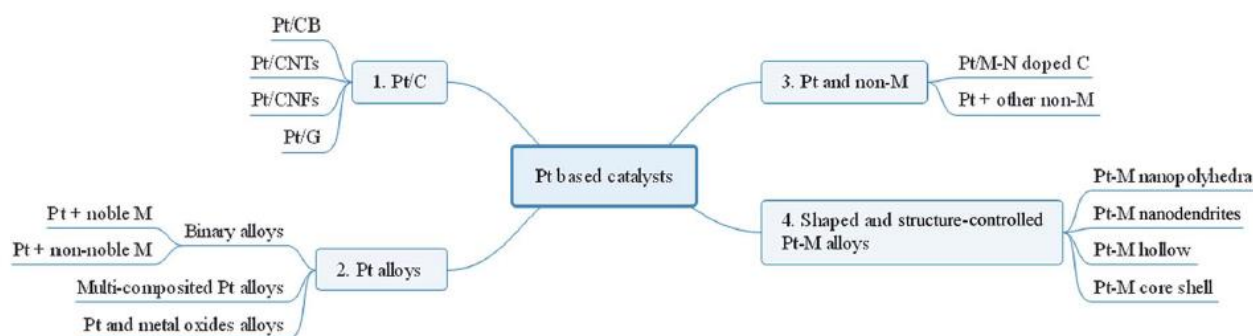 Pt/CB
Pt/CNTs
Pt/CNFs
Pt/G
1. Pt/C
Pt + noble M
Pt + non-noble M
Binary alloys
Multi-composited Pt alloys
Pt and metal oxides alloys
2. Pt alloys
Pt based catalysts
3. Pt and non-M
Pt/M-N doped C
Pt + other non-M
4. Shaped and structure-controlled
Pt-M alloys
Pt-M nanopolyhedra
Pt-M nanodendrites
Pt-M hollow
Pt-M core shell